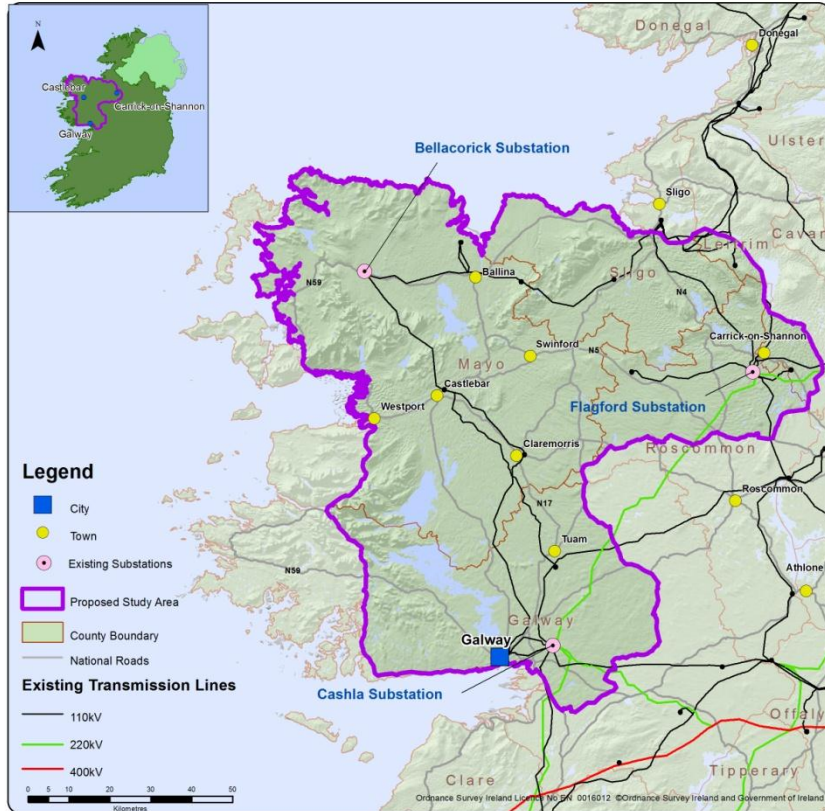 N
Castlebar
Carrick-on-Shannon
Galway
Donegal
Donegal
Ulster
Bellacorick Substation
Sligo
Leitrim
Cavan
Ballina
Sligo
N59
N4
Carrick-on-Shannon
Swinford
N5
Mayo
Castlebar
Westport
Flagford Substation
Claremorris
Roscommon
Roscommon
N17
Tuam
N59
Athlone
Galway
Galway
Cashla Substation
Offaly
Clare
Tipperary
Legend
City
Town
Existing Substations
Proposed Study Area
County Boundary
National Roads
Existing Transmission Lines
110kV
220kV
400kV
0 5 10 20 30 40 50
Kilometres
Ordnance Survey Ireland Licence No EN 0016012 ©Ordnance Survey Ireland and Government of Ireland